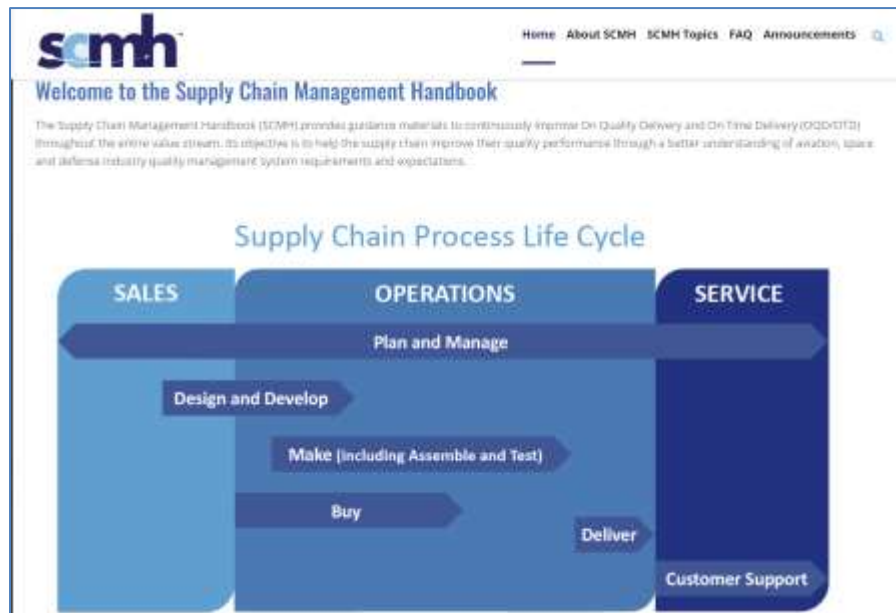 scmh
Home About SCMH SCMH Topics FAQ Announcements
Welcome to the Supply Chain Management Handbook
The Supply Chain Management Handbook (SCMH) provides guidance materials to continuously improve On Quality Delivery and On Time Delivery (OQD/OTD)
throughout the entire value stream. Its objective is to help the supply chain improve their quality performance through a better understanding of aviation, space
and defense industry quality management system requirements and expectations.
Supply Chain Process Life Cycle
SALES OPERATIONS SERVICE
Plan and Manage
Design and Develop
Make (including Assemble and Test)
Buy
Deliver
Customer Support